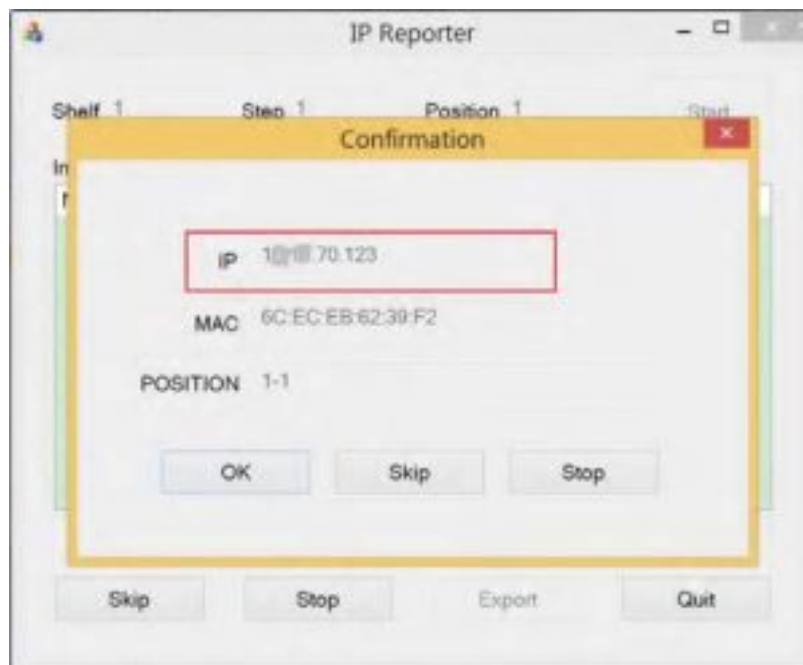 IP Reporter
Shelf 1 Step 1 Position 1 Start
Confirmation
In
IP 70.123
MAC 6C:EC:EB:62:39:F2
POSITION 1-1
OK Skip Stop
Skip Stop Export Quit